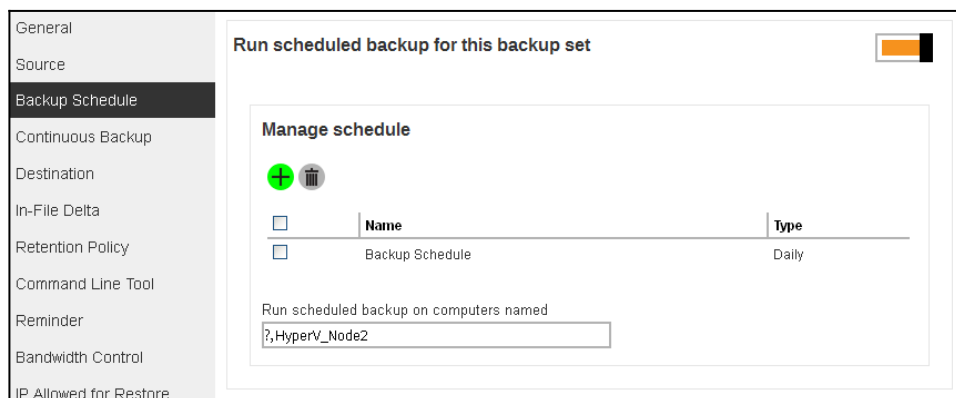 General
Source
Backup Schedule
Continuous Backup
Destination
In-File Delta
Retention Policy
Command Line Tool
Reminder
Bandwidth Control
IP Allowed for Restore
Run scheduled backup for this backup set
Manage schedule
Name Type
Backup Schedule Daily
Run scheduled backup on computers named
?,HyperV_Node2